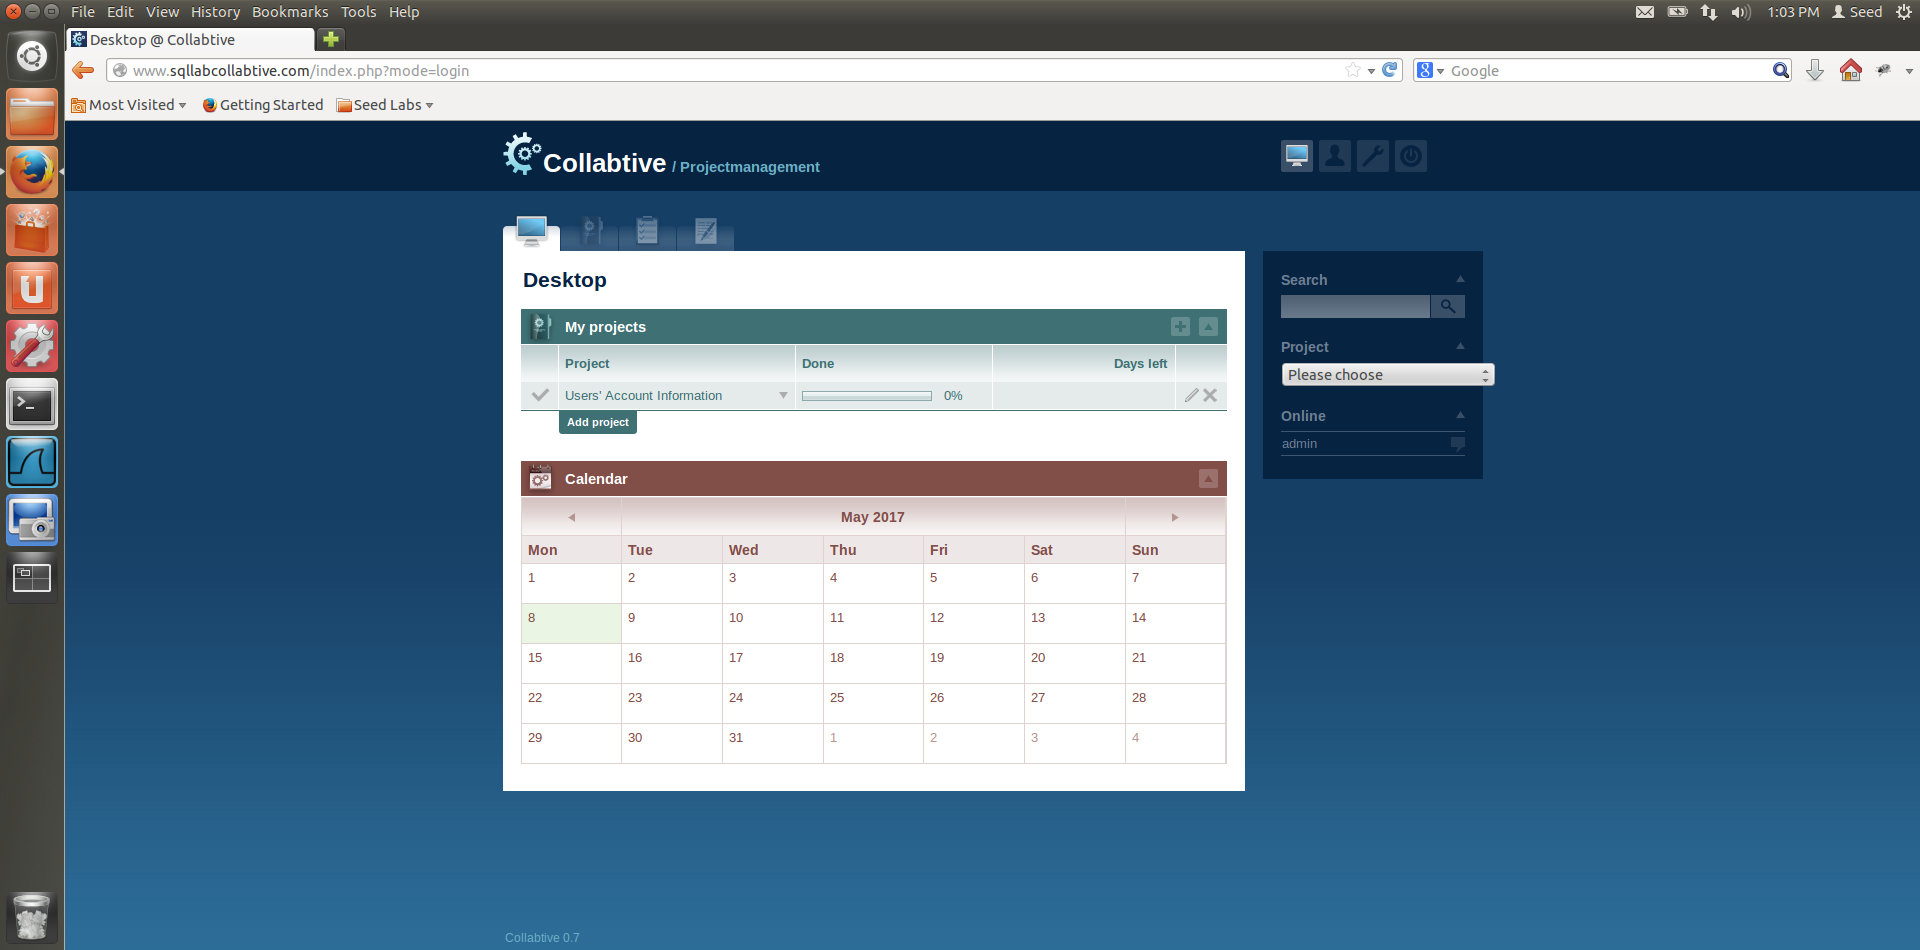 File Edit View History Bookmarks Tools Help
1:03 PM Seed
Desktop @ Collabtive
www.sqllabcollabtive.com/index.php?mode=login
8 Google
Most Visited Getting Started Seed Labs
Collabtive / Projectmanagement
Desktop
My projects
Project Done Days left
Users' Account Information 0%
Add project
Calendar
May 2017
Mon Tue Wed Thu Fri Sat Sun
1 2 3 4 5 6 7
8 9 10 11 12 13 14
15 16 17 18 19 20 21
22 23 24 25 26 27 28
29 30 31 1 2 3 4
Search
Project
Please choose
Online
admin
Collabtive 0.7